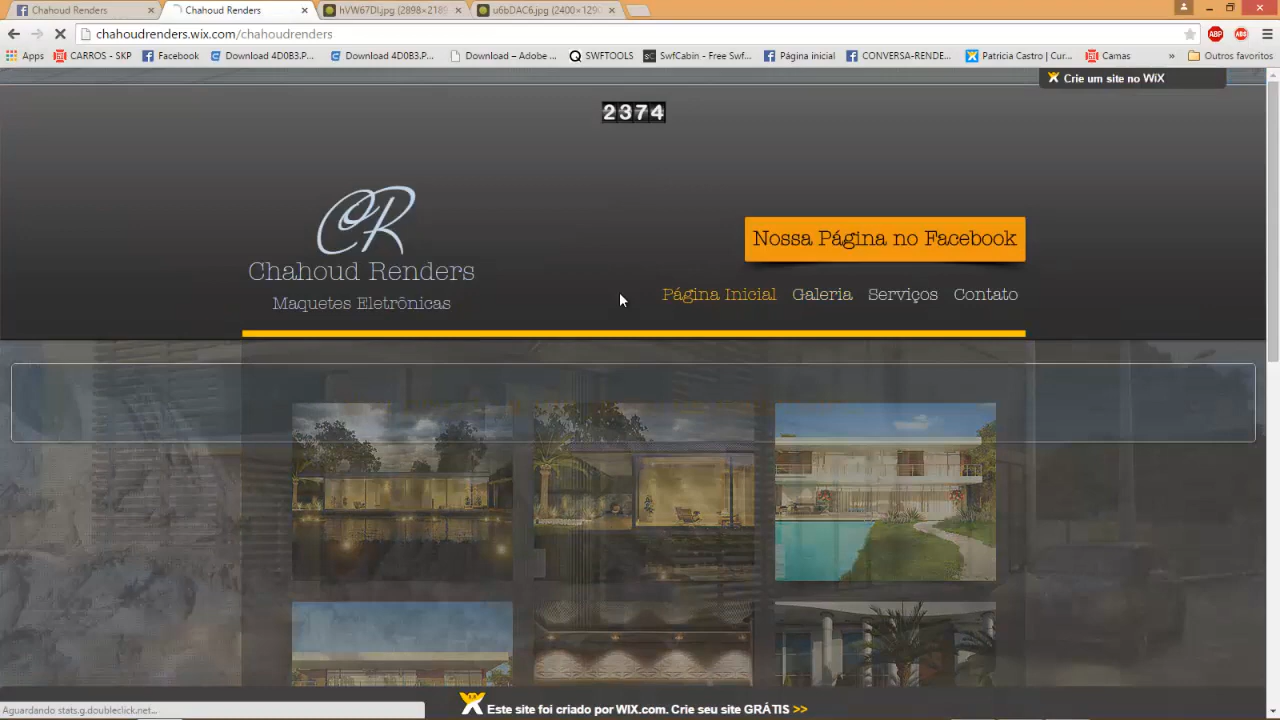 Chahoud Renders
Chahoud Renders
hVW67Dl.jpg (2898×2189
u6bDAC6.jpg (2400×129
chahoudrenders.wix.com/chahoudrenders
ABP
Apps
CARROS - SKP
Facebook
Download 4D0B3.P...
Download 4D0B3.P...
Download – Adobe ...
SWFTOOLS
SwfCabin - Free Swf...
Página inicial
CONVERSA-RENDE...
Patricia Castro | Cur...
Camas
»
Outros favoritos
Crie um site no WiX
2374
CR
Nossa Página no Facebook
Chahoud Renders
Maquetes Eletrônicas
Página Inicial
Galeria
Serviços
Contato
Aguardando stats.g.doubleclick.net...
Este site foi criado por WIX.com. Crie seu site GRÁTIS >>